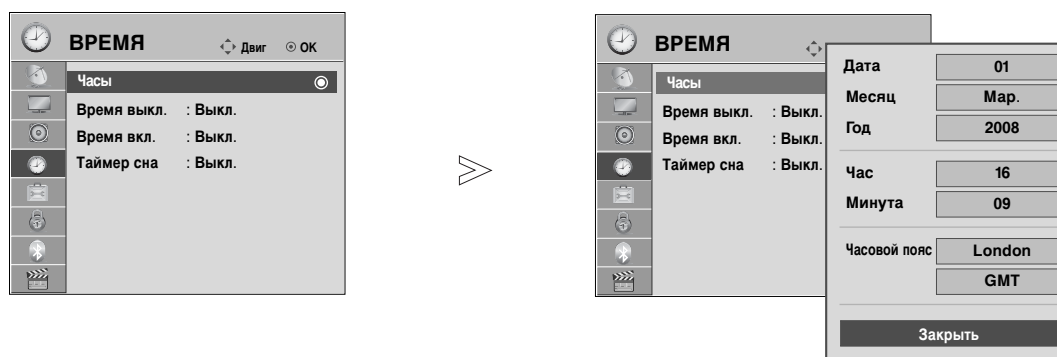 ВРЕМЯ Двиг OK
Часы
Время выкл. : Выкл.
Время вкл. : Выкл.
Таймер сна : Выкл.
ВРЕМЯ
Часы
Время выкл. : Выкл.
Время вкл. : Выкл.
Таймер сна : Выкл.
Дата 01
Месяц Мар.
Год 2008
Час 16
Минута 09
Часовой пояс London
GMT
Закрыть